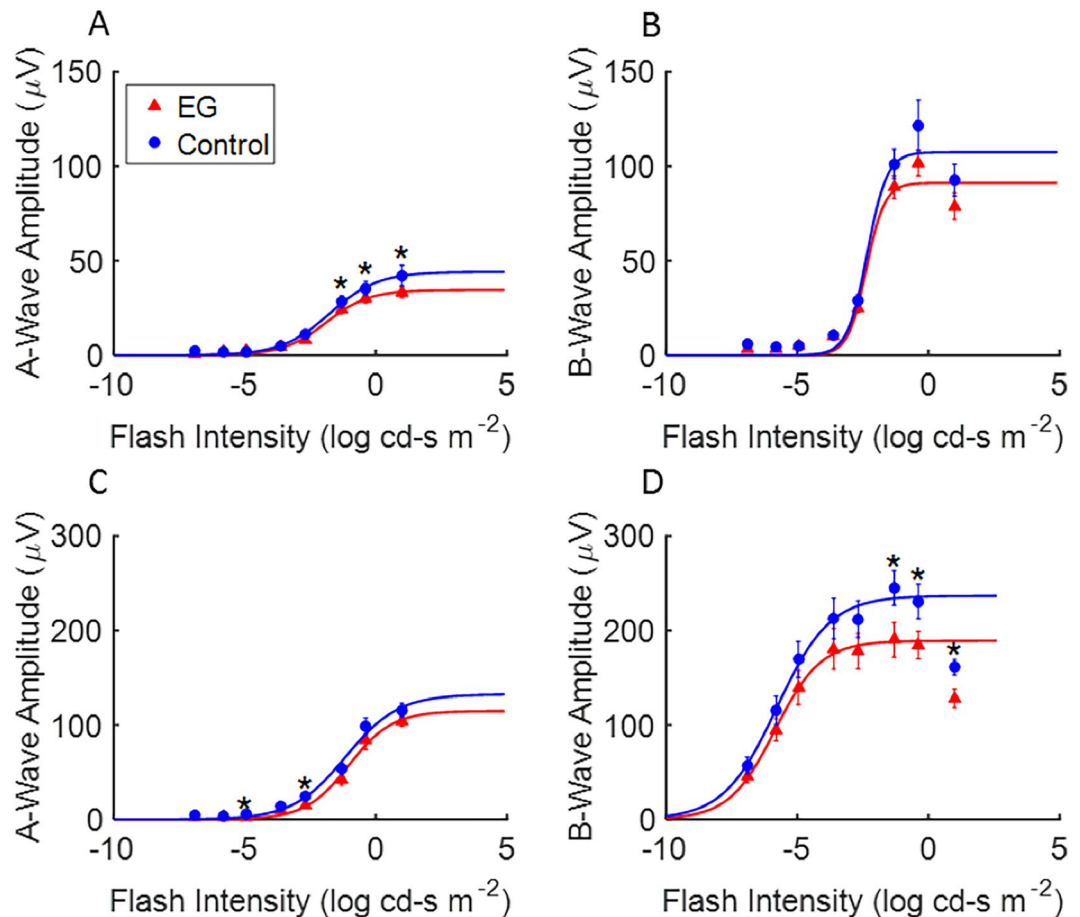 A
A-Wave Amplitude (μV)
150
100
50
0
EG
Control
* * *
-10 -5 0 5
Flash Intensity (log cd-s m⁻²)
B
B-Wave Amplitude (μV)
150
100
50
0
-10 -5 0 5
Flash Intensity (log cd-s m⁻²)
C
A-Wave Amplitude (μV)
300
200
100
0
* *
-10 -5 0 5
Flash Intensity (log cd-s m⁻²)
D
B-Wave Amplitude (μV)
300
200
100
0
* * *
-10 -5 0 5
Flash Intensity (log cd-s m⁻²)